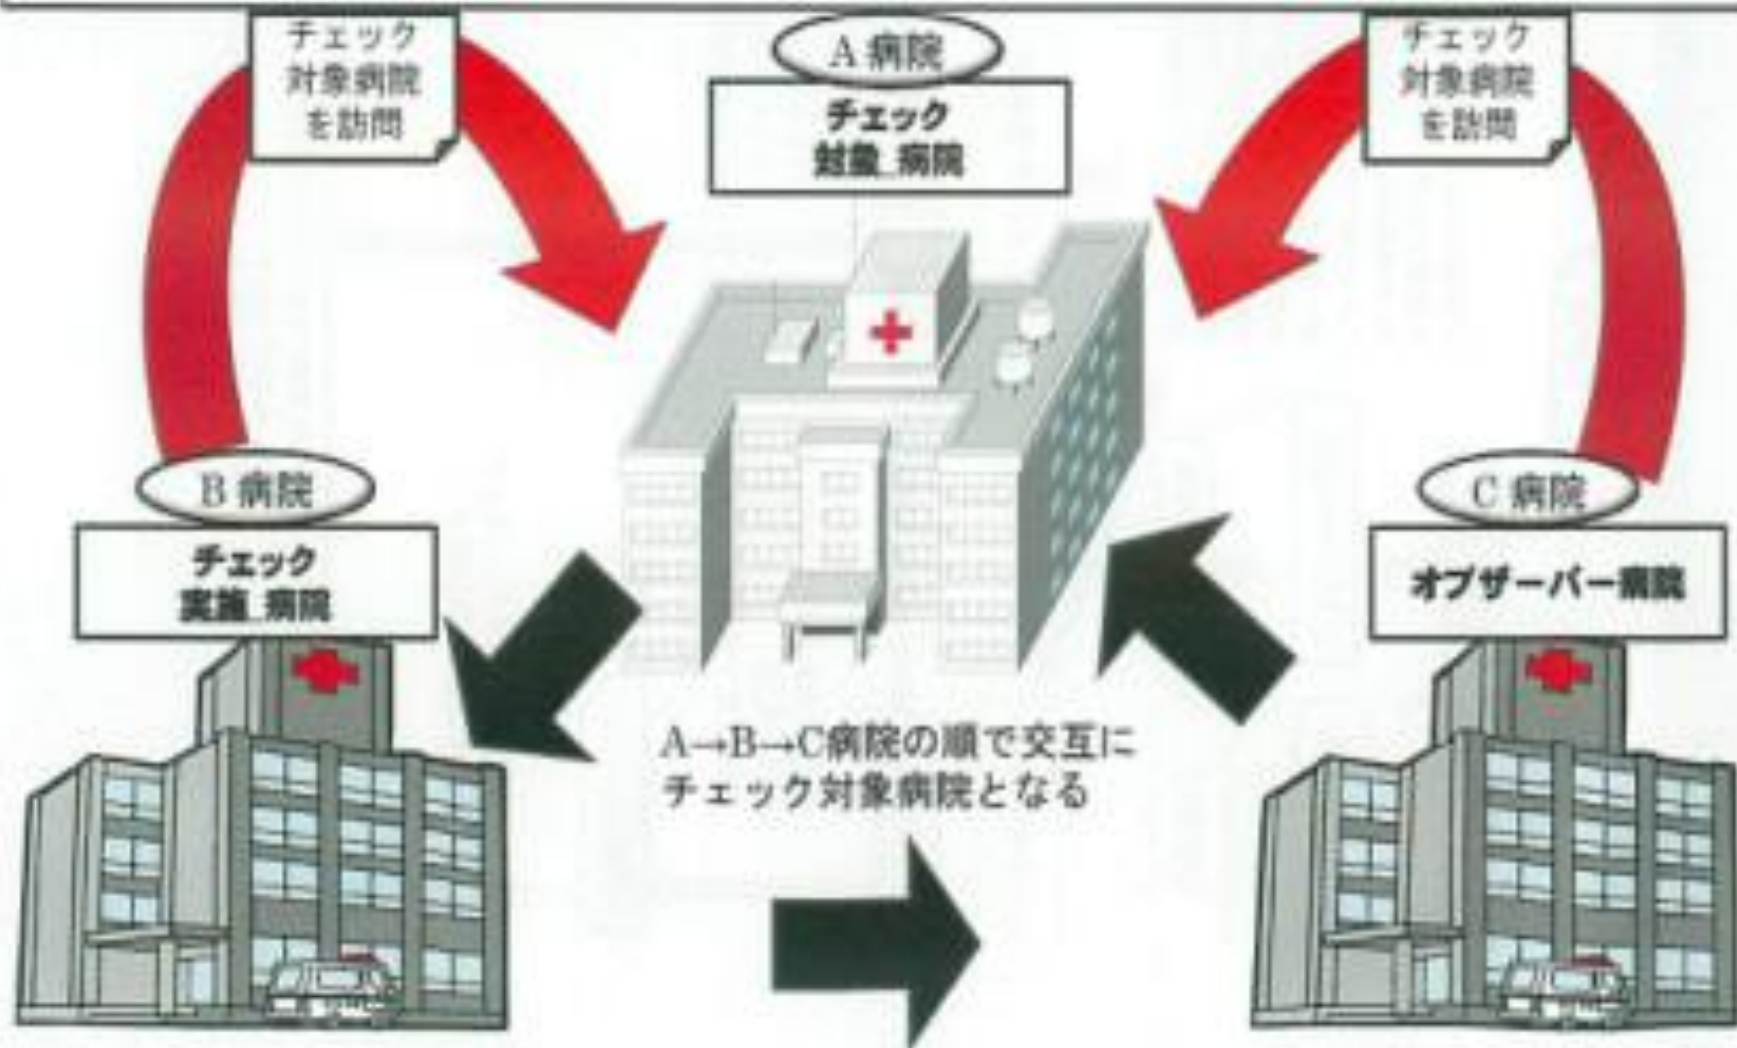 チェック
対象病院
を訪問
A 病院
チェック
対象 病院
チェック
対象病院
を訪問
B 病院
チェック
実施 病院
C 病院
オブザーバー病院
A→B→C病院の順で交互に
チェック対象病院となる